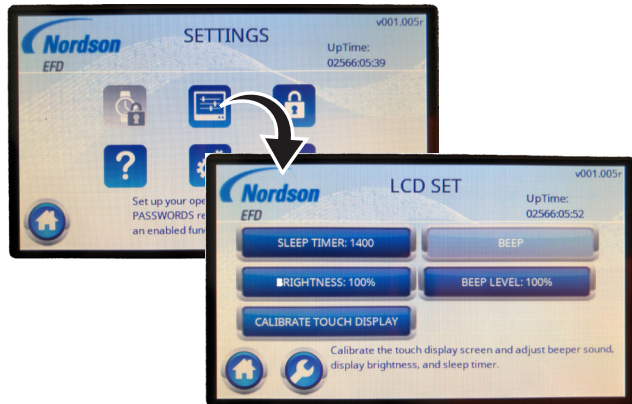 v001.005r
SETTINGS
Nordson
EFD
UpTime:
02566:05:39
?
Set up your ope
PASSWORDS re
an enabled fun
v001.005r
LCD SET
Nordson
EFD
UpTime:
02566:05:52
SLEEP TIMER: 1400
BEEP
BRIGHTNESS: 100%
BEEP LEVEL: 100%
CALIBRATE TOUCH DISPLAY
Calibrate the touch display screen and adjust beeper sound,
display brightness, and sleep timer.